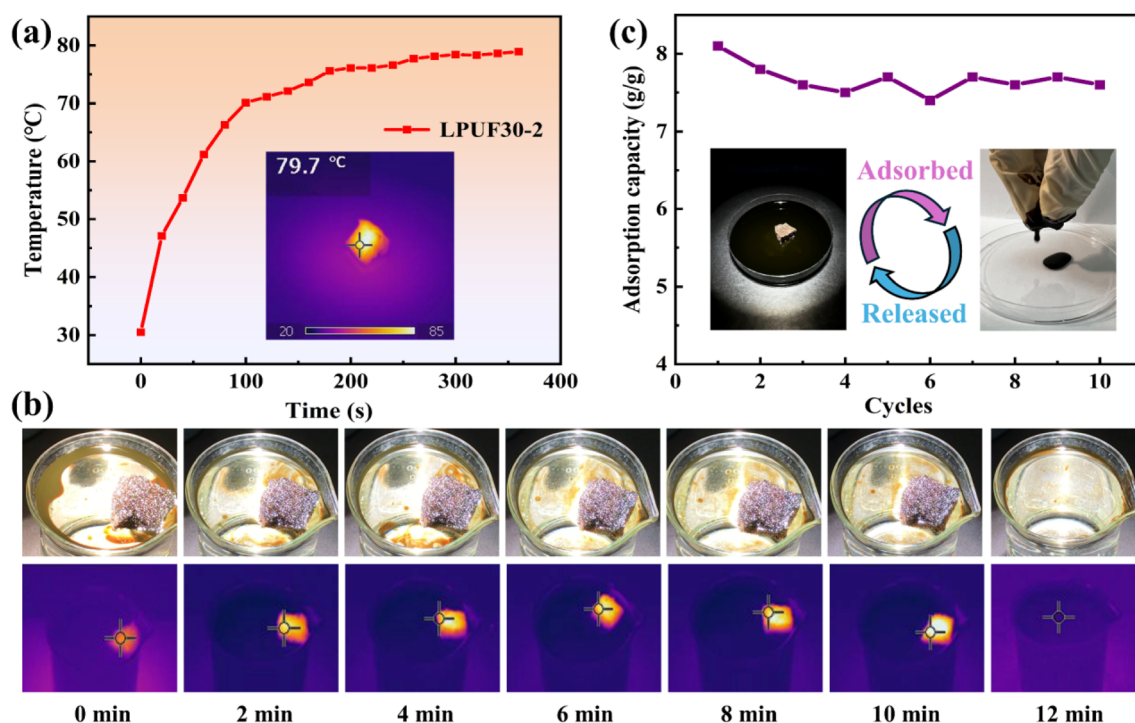 (a)
80
70
60
50
40
30
Temperature (℃)
LPUF30-2
79.7 °C
20
85
0
100
200
300
400
Time (s)
(c)
8
7
6
5
4
Adsorption capacity (g/g)
Adsorbed
Released
0
2
4
6
8
10
Cycles
(b)
0 min
2 min
4 min
6 min
8 min
10 min
12 min